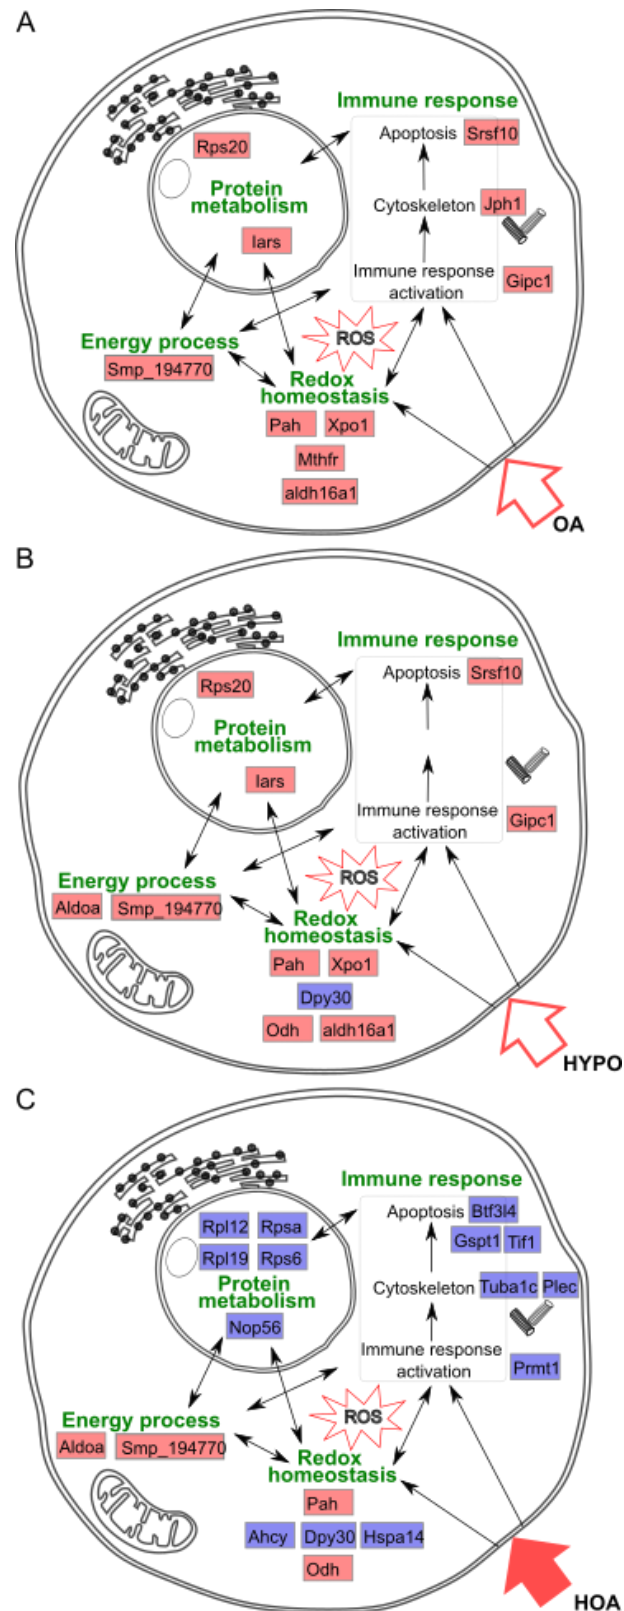 A
Immune response
Apoptosis Srsf10
Rps20
Protein
metabolism
Cytoskeleton Jph1
Iars
Immune response
activation
Gipc1
ROS
Energy process
Smp_194770
Redox
homeostasis
Pah Xpo1
Mthfr
aldh16a1
OA
B
Immune response
Apoptosis Srsf10
Rps20
Protein
metabolism
Iars
Immune response
activation
Gipc1
ROS
Energy process
Aldoa Smp_194770
Redox
homeostasis
Pah Xpo1
Dpy30
Odh aldh16a1
HYPO
C
Immune response
Apoptosis Btf3l4
Rpl12 Rpsa
Gspt1 Tif1
Rpl19 Rps6
Protein
metabolism
Cytoskeleton Tuba1c Plec
Nop56
Immune response
activation
Prmt1
ROS
Energy process
Aldoa Smp_194770
Redox
homeostasis
Pah
Ahcy Dpy30 Hspa14
Odh
HOA